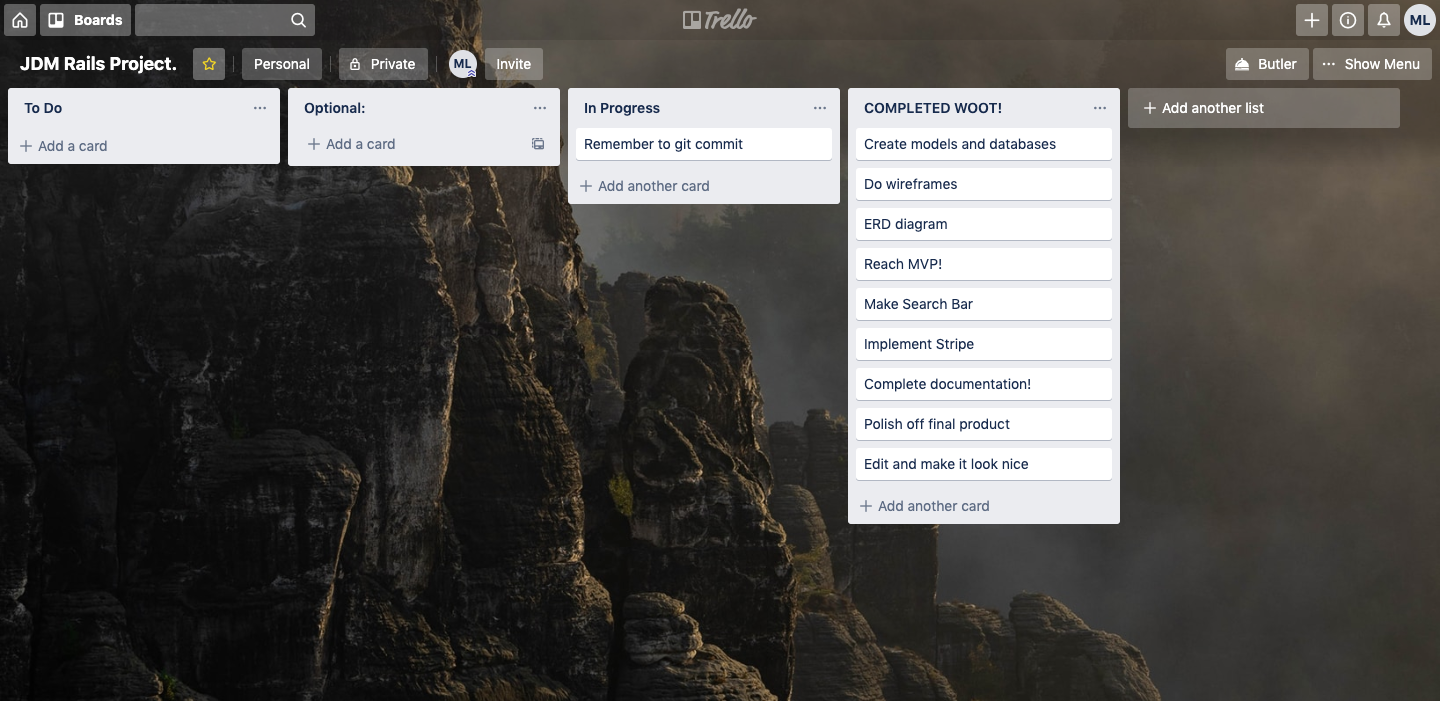 Boards
Trello
ML
JDM Rails Project.
Personal
Private
ML
Invite
Butler
Show Menu
To Do
Add a card
Optional:
Add a card
In Progress
Remember to git commit
Add another card
COMPLETED WOOT!
Create models and databases
Do wireframes
ERD diagram
Reach MVP!
Make Search Bar
Implement Stripe
Complete documentation!
Polish off final product
Edit and make it look nice
Add another card
Add another list